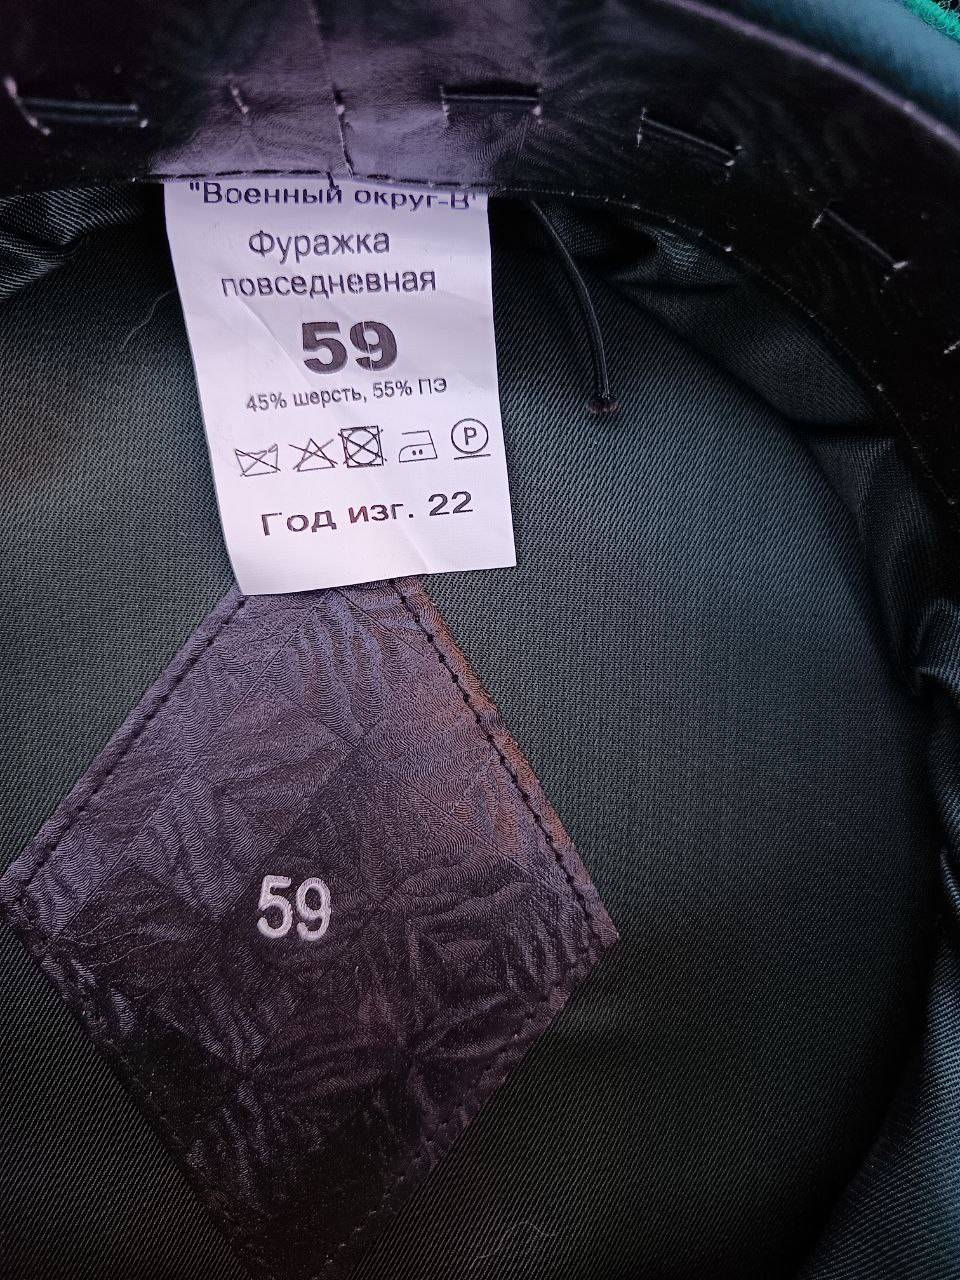 "Военный округ-В"
Фуражка
повседневная
59
45% шерсть, 55% ПЭ
P
Год изг. 22
59